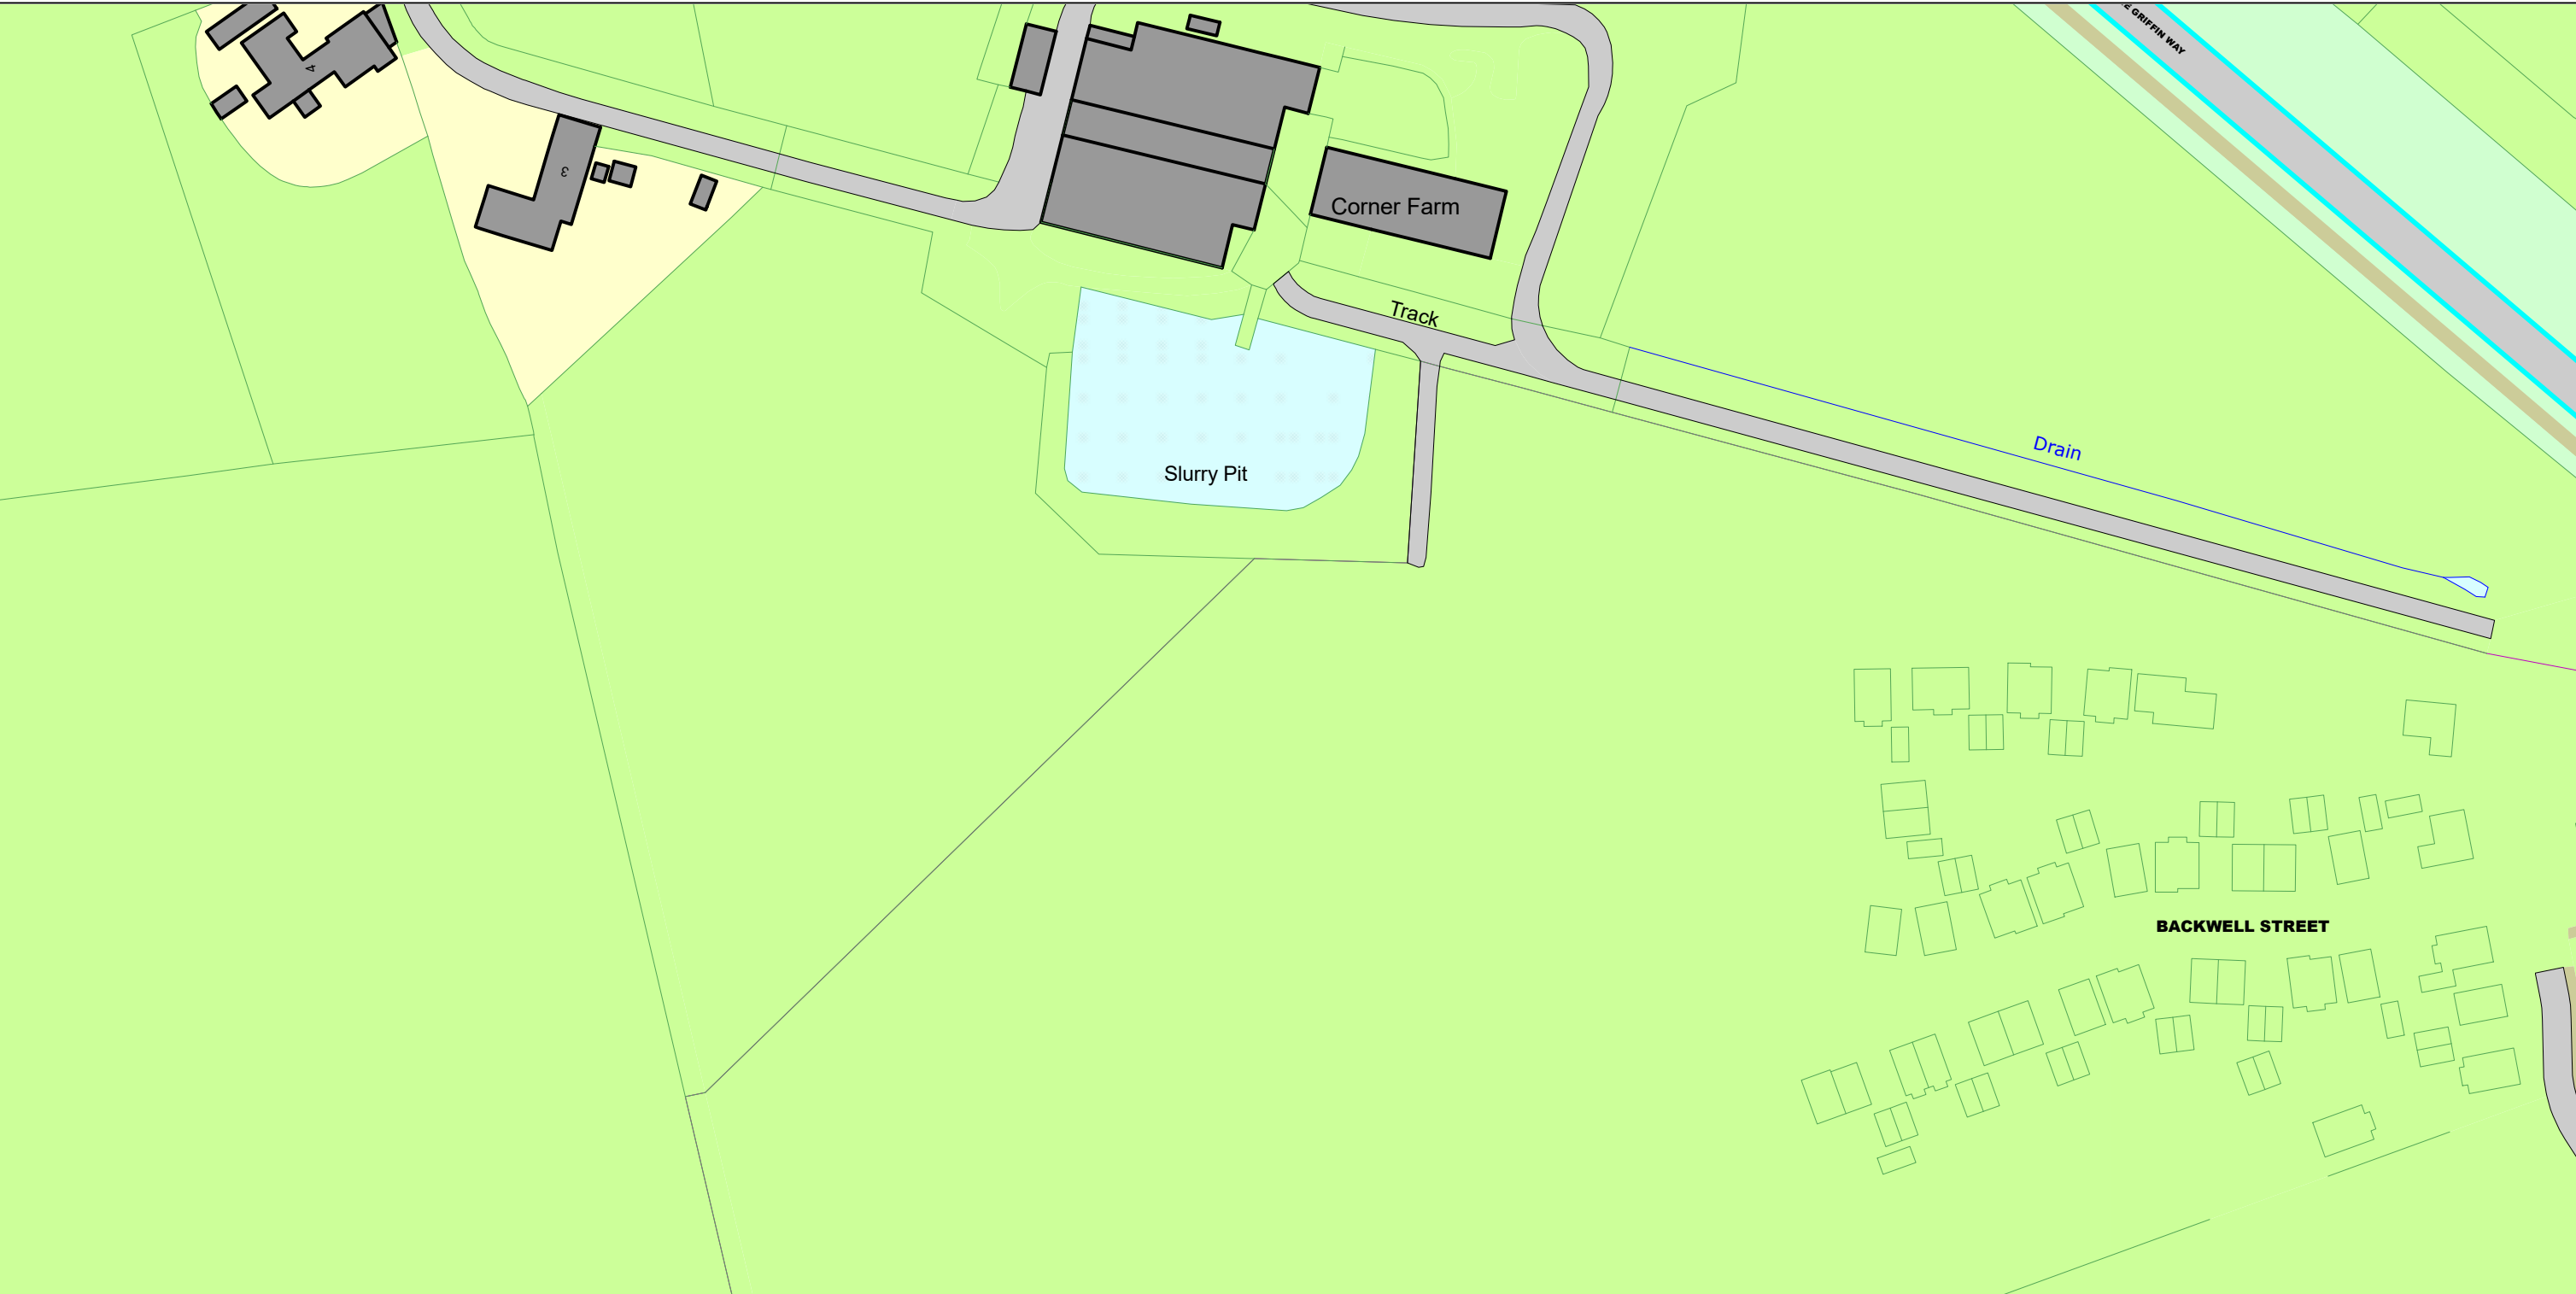 E GRIFFIN WAY
4
3
Corner Farm
Track
Drain
Slurry Pit
BACKWELL STREET